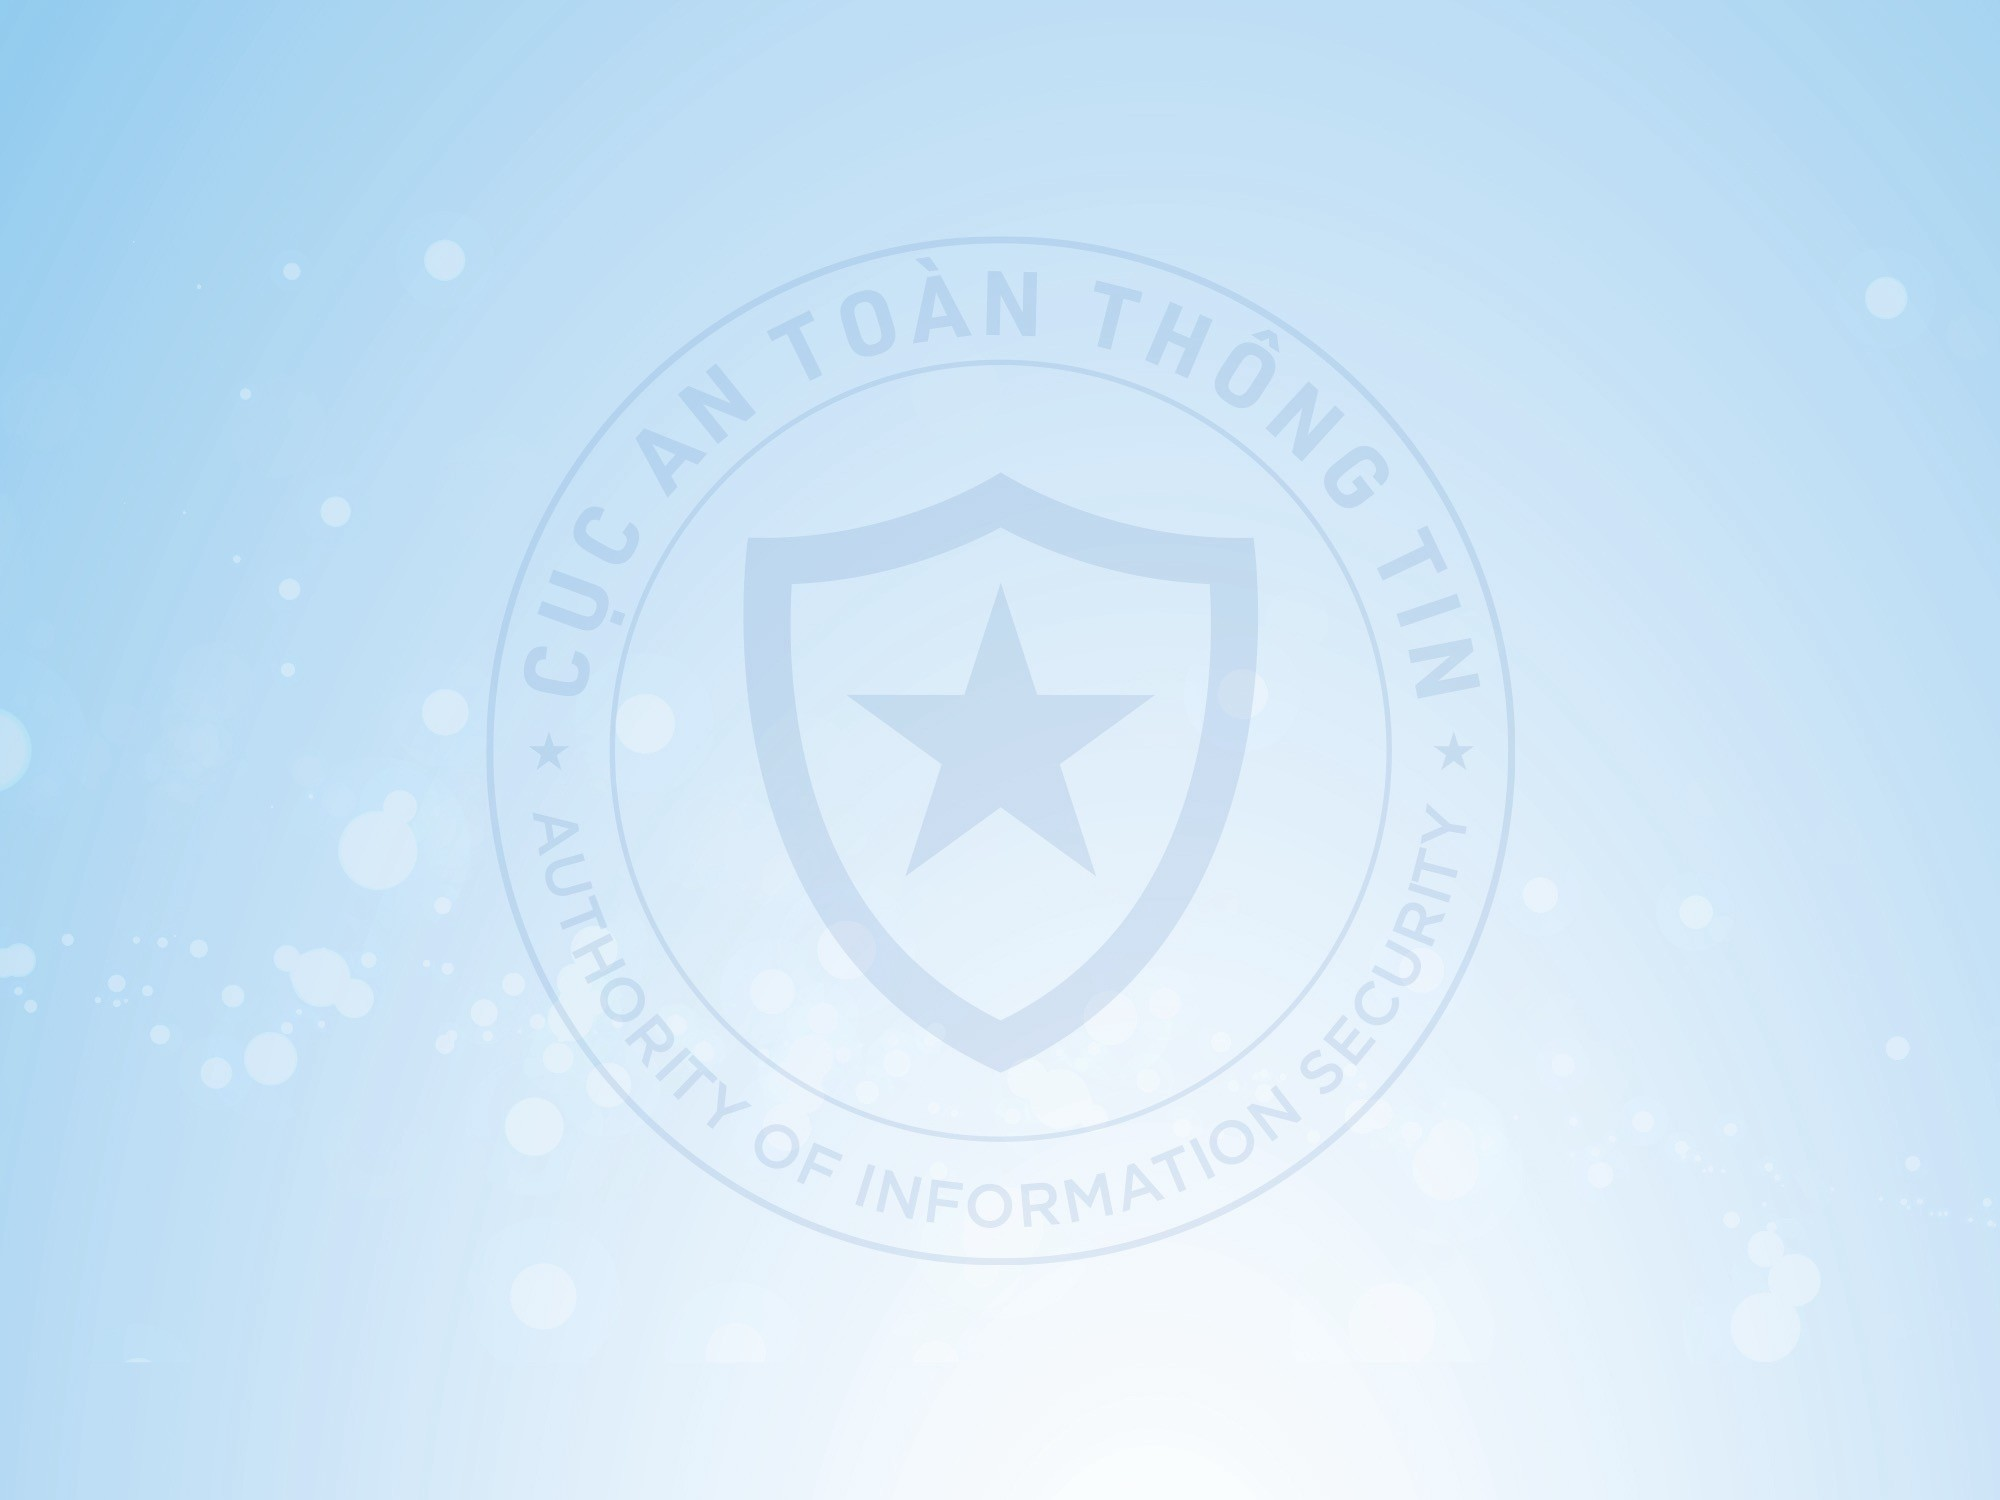 CỤC AN TOÀN THÔNG TIN
AUTHORITY OF INFORMATION SECURITY